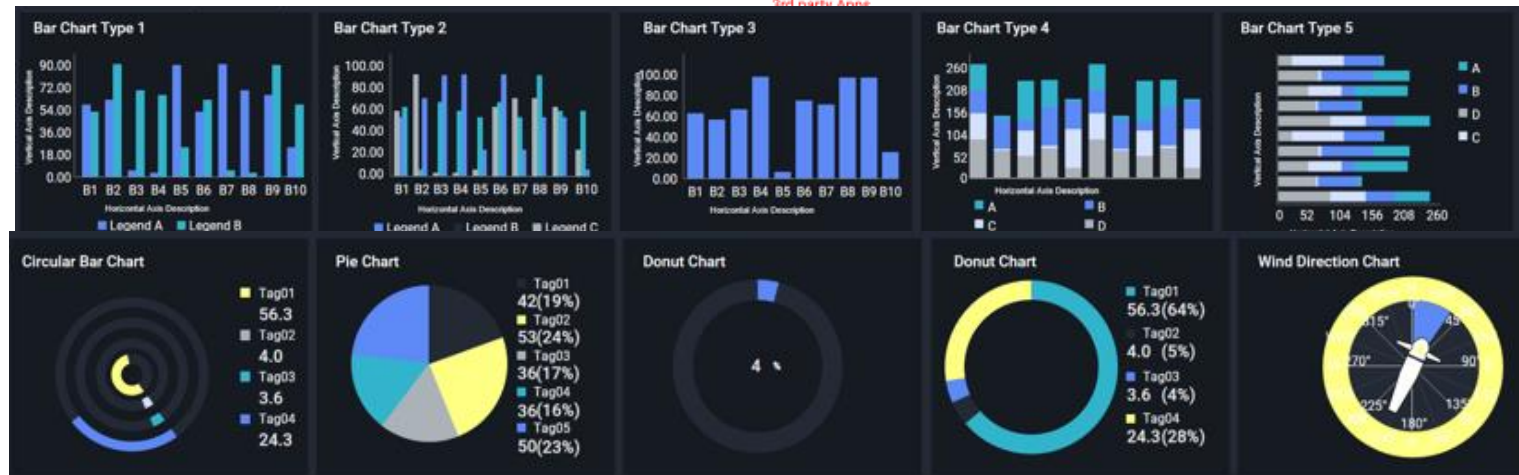 3rd party Apps
Bar Chart Type 1
90.00
72.00
54.00
36.00
18.00
0.00
Vertical Axis Description
B1 B2 B3 B4 B5 B6 B7 B8 B9 B10
Horizontal Axis Description
Legend A Legend B
Bar Chart Type 2
100.00
80.00
60.00
40.00
20.00
0.00
Vertical Axis Description
B1 B2 B3 B4 B5 B6 B7 B8 B9 B10
Horizontal Axis Description
Legend A Legend B Legend C
Bar Chart Type 3
100.00
80.00
60.00
40.00
20.00
0.00
Vertical Axis Description
B1 B2 B3 B4 B5 B6 B7 B8 B9 B10
Horizontal Axis Description
Bar Chart Type 4
260
208
156
104
52
0
Vertical Axis Description
Horizontal Axis Description
A B
C D
Bar Chart Type 5
Vertical Axis Description
A
B
D
C
0 52 104 156 208 260
Circular Bar Chart
Tag01
56.3
Tag02
4.0
Tag03
3.6
Tag04
24.3
Pie Chart
Tag01
42(19%)
Tag02
53(24%)
Tag03
36(17%)
Tag04
36(16%)
Tag05
50(23%)
Donut Chart
4 %
Donut Chart
Tag01
56.3(64%)
Tag02
4.0 (5%)
Tag03
3.6 (4%)
Tag04
24.3(28%)
Wind Direction Chart
0°
315° 45°
270° 90°
225° 135°
180°